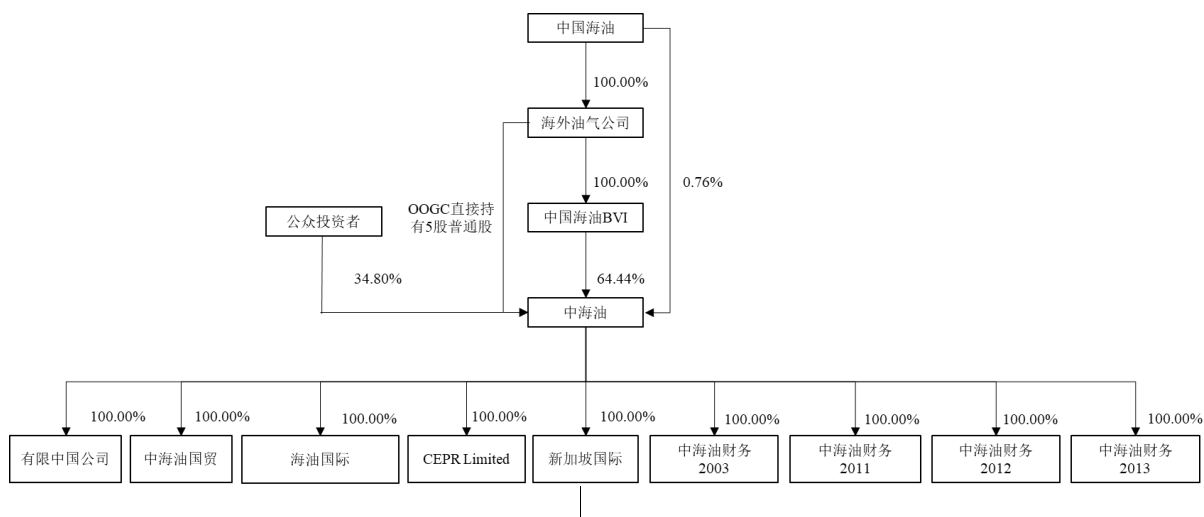 中国海油
100.00%
海外油气公司
100.00%
0.76%
OOGC直接持
有5股普通股
公众投资者
中国海油BVI
34.80%
64.44%
中海油
100.00%
100.00%
100.00%
100.00%
100.00%
100.00%
100.00%
100.00%
100.00%
有限中国公司
中海油国贸
海油国际
CEPR Limited
新加坡国际
中海油财务
2003
中海油财务
2011
中海油财务
2012
中海油财务
2013